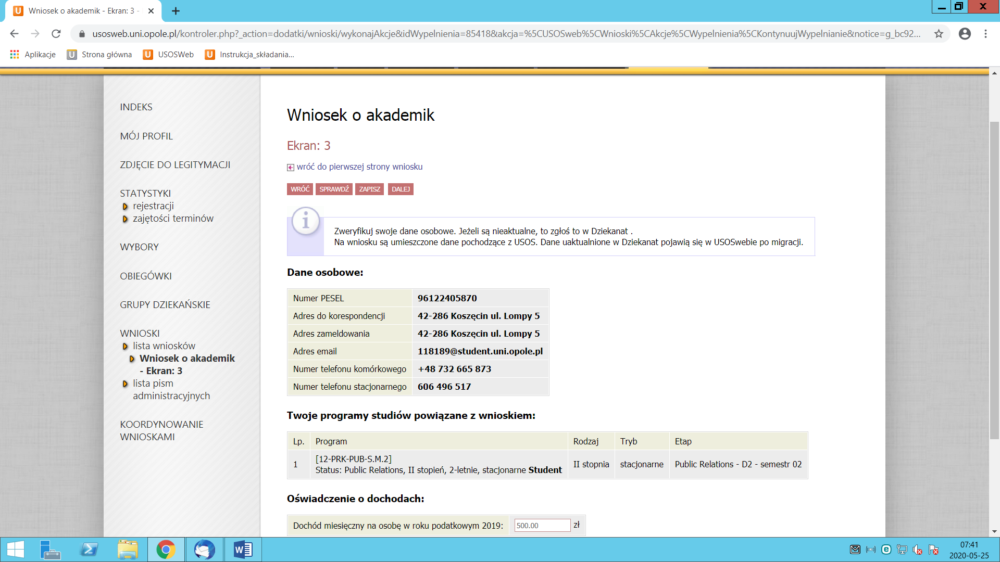 Wniosek o akademik - Ekran: 3 -
usosweb.uni.opole.pl/kontroler.php?_action=dodatki/wnioski/wykonajAkcje&idWypelnienia=85418&akcja=%5CUSOSweb%5CWnioski%5CAkcje%5CWypelnienia%5CKontynuujWypelnianie&notice=g_bc92...
Aplikacje
Strona główna
USOSWeb
Instrukcja_składania...
INDEKS
MÓJ PROFIL
ZDJĘCIE DO LEGITYMACJI
STATYSTYKI
rejestracji
zajętości terminów
WYBORY
OBIEGÓWKI
GRUPY DZIEKAŃSKIE
WNIOSKI
lista wniosków
Wniosek o akademik
- Ekran: 3
lista pism
administracyjnych
KOORDYNOWANIE
WNIOSKAMI
Wniosek o akademik
Ekran: 3
wróć do pierwszej strony wniosku
WRÓĆ SPRAWDŹ ZAPISZ DALEJ
Zweryfikuj swoje dane osobowe. Jeżeli są nieaktualne, to zgłoś to w Dziekanat .
Na wniosku są umieszczone dane pochodzące z USOS. Dane uaktualnione w Dziekanat pojawią się w USOSwebie po migracji.
Dane osobowe:
Numer PESEL 96122405870
Adres do korespondencji 42-286 Koszęcin ul. Lompy 5
Adres zameldowania 42-286 Koszęcin ul. Lompy 5
Adres email 118189@student.uni.opole.pl
Numer telefonu komórkowego +48 732 665 873
Numer telefonu stacjonarnego 606 496 517
Twoje programy studiów powiązane z wnioskiem:
Lp. Program Rodzaj Tryb Etap
1 [12-PRK-PUB-S.M.2]
Status: Public Relations, II stopień, 2-letnie, stacjonarne Student II stopnia stacjonarne Public Relations - D2 - semestr 02
Oświadczenie o dochodach:
Dochód miesięczny na osobę w roku podatkowym 2019: 500.00 zł
07:41
2020-05-25